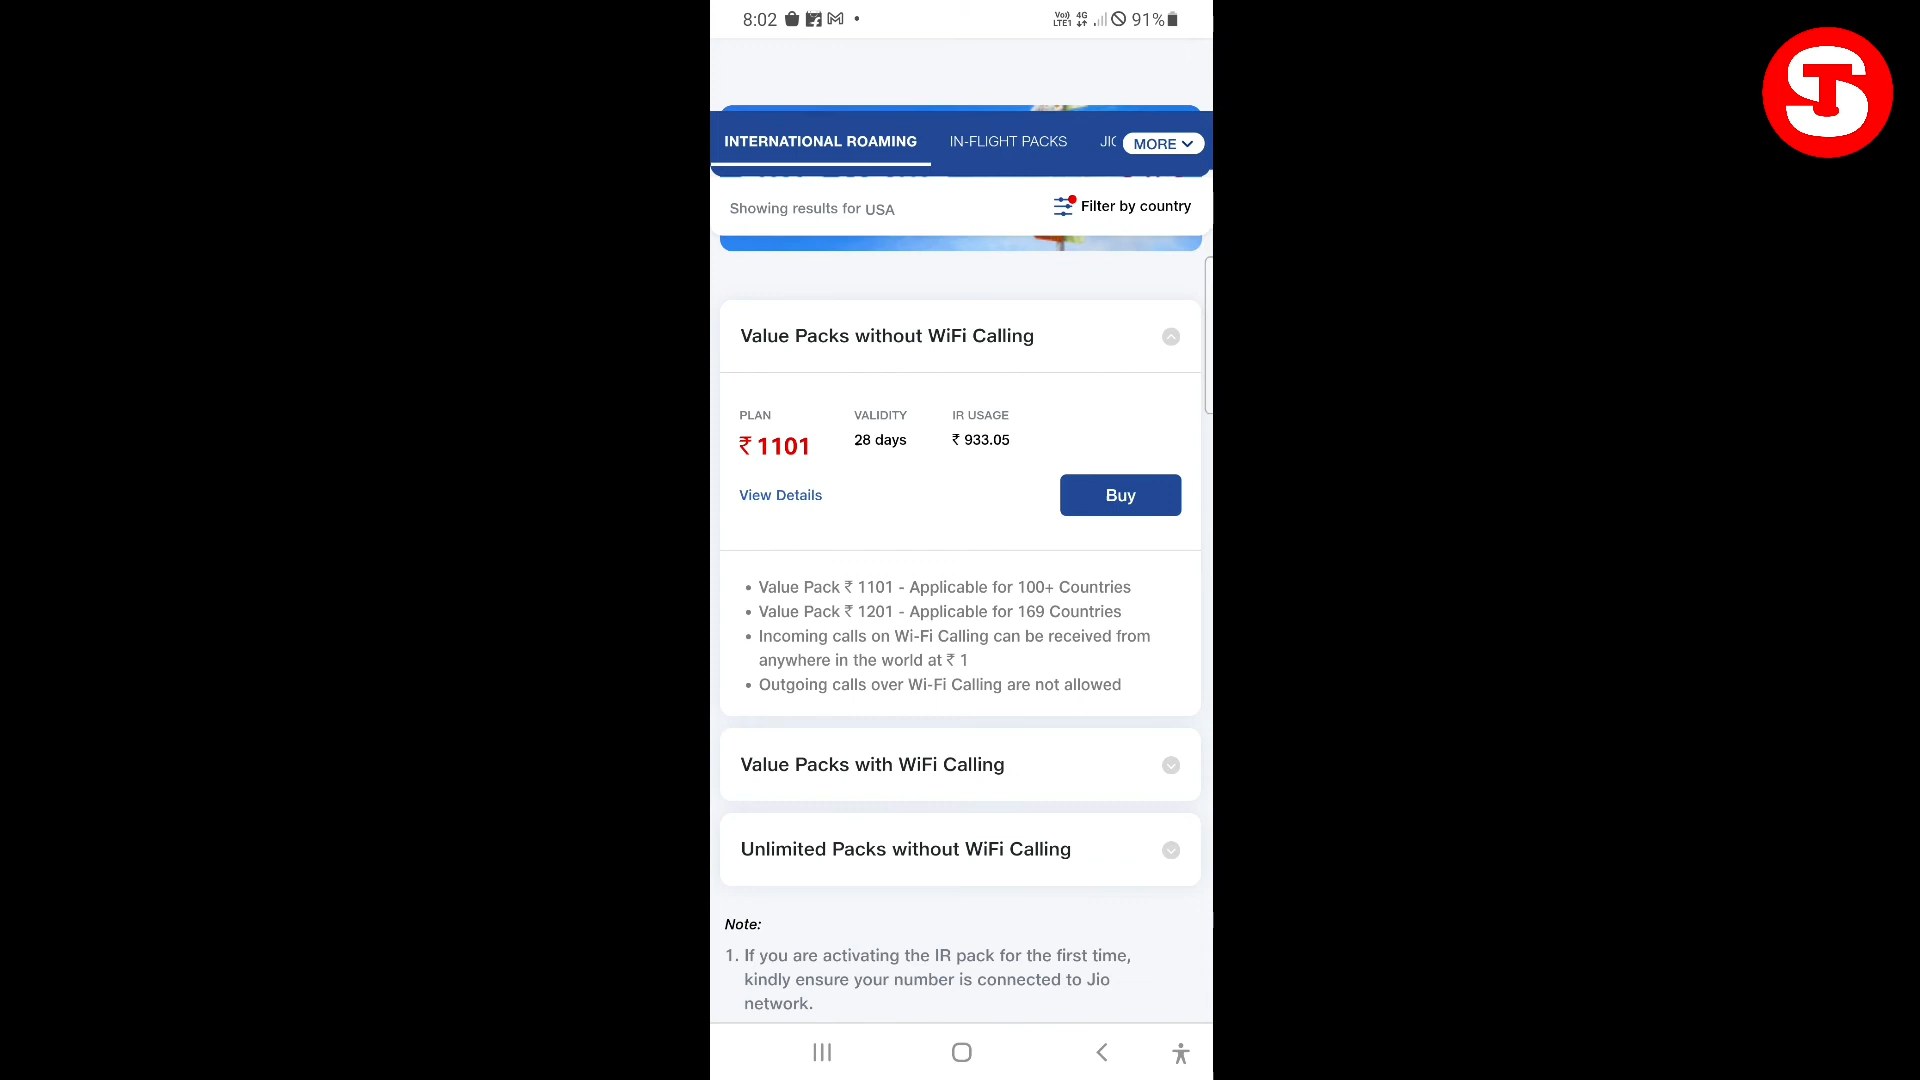 8:02
Vo)) 4G
LTE1 91%
INTERNATIONAL ROAMING IN-FLIGHT PACKS MORE
Showing results for USA
Filter by country
Value Packs without WiFi Calling
PLAN VALIDITY IR USAGE
₹ 1101 28 days ₹ 933.05
View Details
Buy
• Value Pack ₹ 1101 - Applicable for 100+ Countries
• Value Pack ₹ 1201 - Applicable for 169 Countries
• Incoming calls on Wi-Fi Calling can be received from
anywhere in the world at ₹ 1
• Outgoing calls over Wi-Fi Calling are not allowed
Value Packs with WiFi Calling
Unlimited Packs without WiFi Calling
Note:
1. If you are activating the IR pack for the first time,
kindly ensure your number is connected to Jio
network.